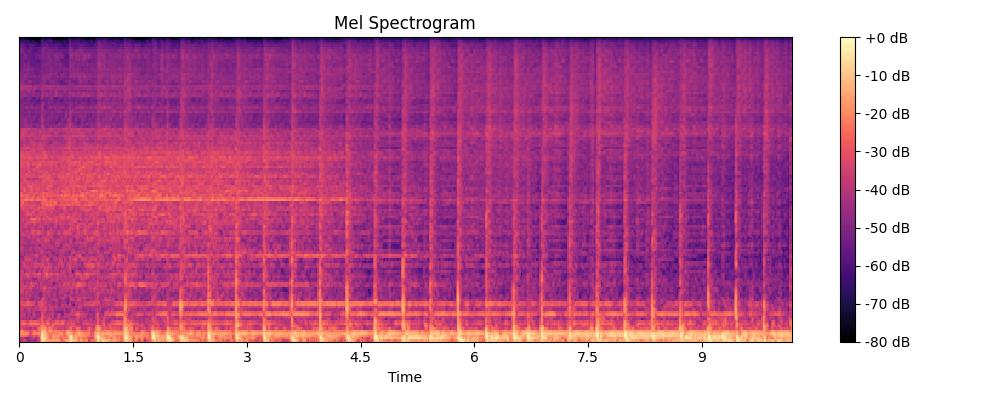 Mel Spectrogram
+0 dB
-10 dB
-20 dB
-30 dB
-40 dB
-50 dB
-60 dB
-70 dB
-80 dB
0 1.5 3 4.5 6 7.5 9
Time